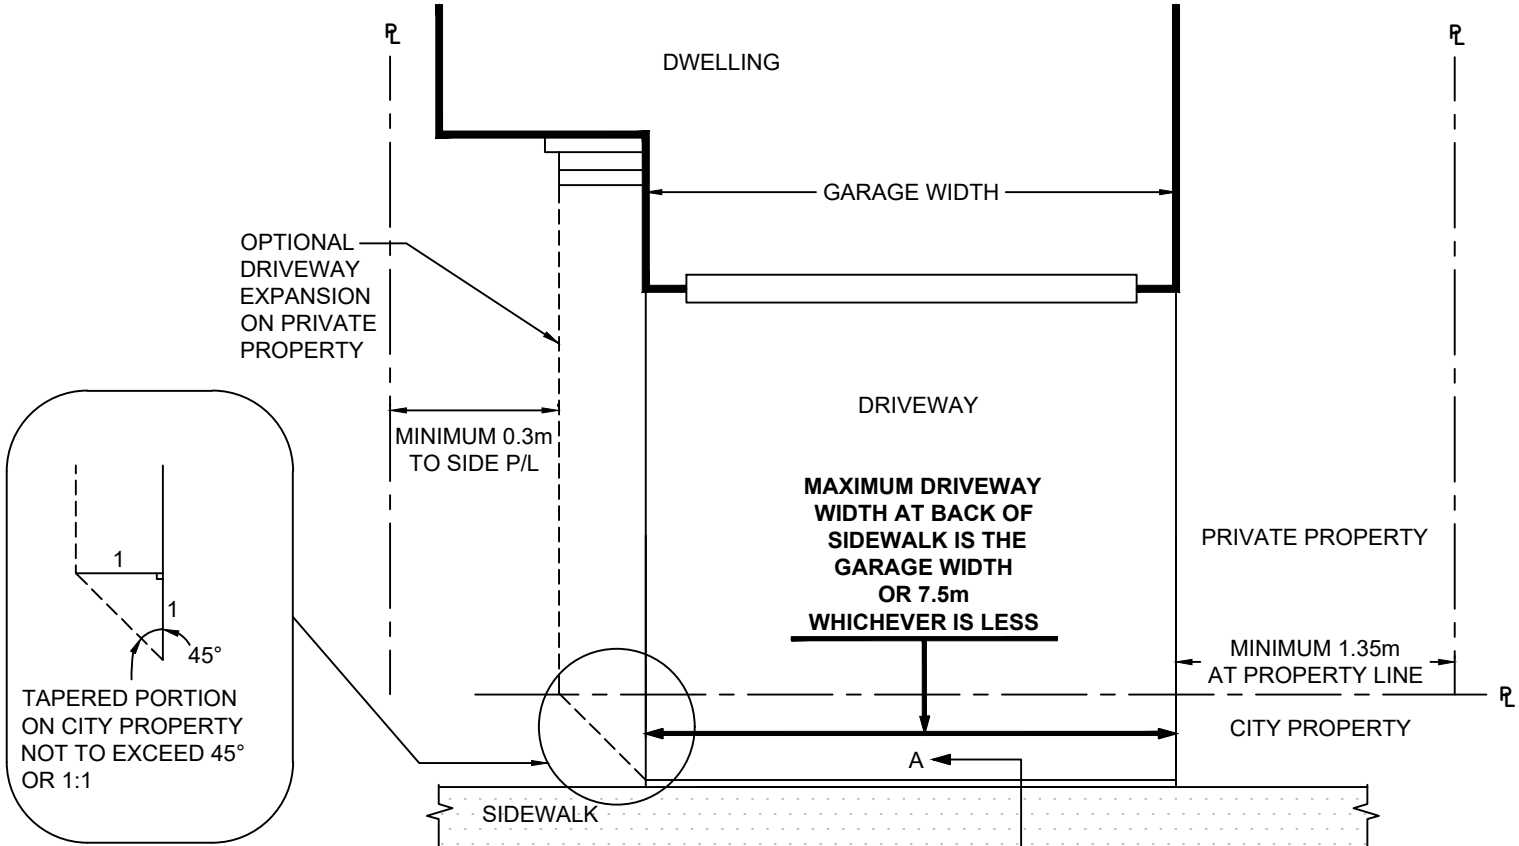 ℄
DWELLING
℄
GARAGE WIDTH
OPTIONAL
DRIVEWAY
EXPANSION
ON PRIVATE
PROPERTY
DRIVEWAY
MINIMUM 0.3m
TO SIDE P/L
MAXIMUM DRIVEWAY
WIDTH AT BACK OF
SIDEWALK IS THE
GARAGE WIDTH
OR 7.5m
WHICHEVER IS LESS
PRIVATE PROPERTY
1
1
45°
TAPERED PORTION
ON CITY PROPERTY
NOT TO EXCEED 45°
OR 1:1
MINIMUM 1.35m
AT PROPERTY LINE
℄
CITY PROPERTY
A
SIDEWALK